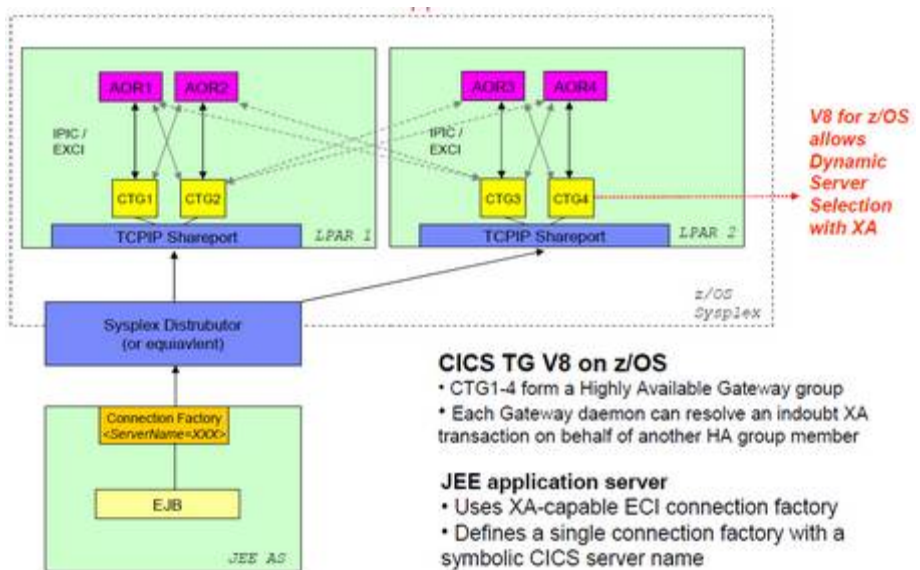 AOR1
AOR2
AOR3
AOR4
IPIC /
EXCI
IPIC /
EXCI
CTG1
CTG2
CTG3
CTG4
TCPIP Shareport
LPAR 1
TCPIP Shareport
LPAR 2
V8 for z/OS
allows
Dynamic
Server
Selection
with XA
z/OS
Sysplex
Sysplex Distrubutor
(or equiavlent)
Connection Factory
<ServerName=XXX>
EJB
JEE AS
CICS TG V8 on z/OS
• CTG1-4 form a Highly Available Gateway group
• Each Gateway daemon can resolve an indoubt XA
transaction on behalf of another HA group member
JEE application server
• Uses XA-capable ECI connection factory
• Defines a single connection factory with a
symbolic CICS server name